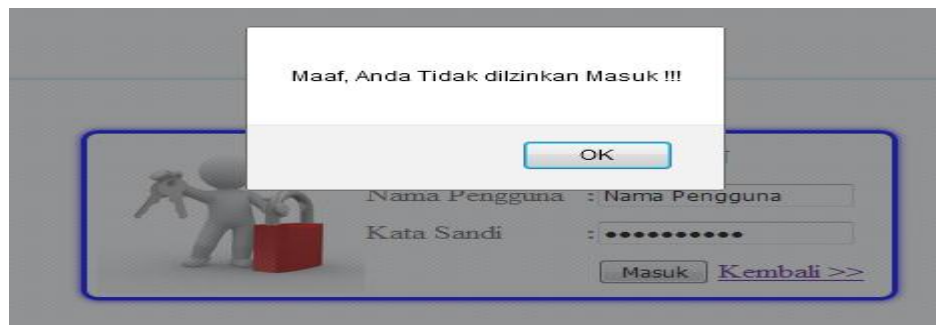 Maaf, Anda Tidak diIzinkan Masuk !!!
OK
Nama Pengguna : Nama Pengguna
Kata Sandi : ●●●●●●●●●●
Masuk Kembali >>